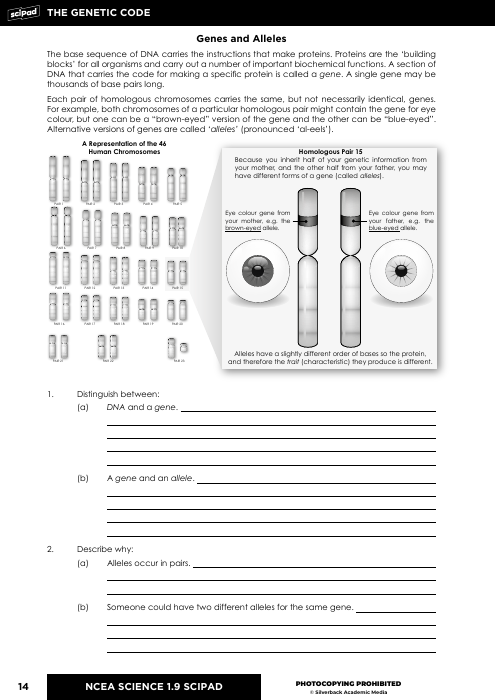 scipad THE GENETIC CODE
Genes and Alleles
The base sequence of DNA carries the instructions that make proteins. Proteins are the 'building
blocks' for all organisms and carry out a number of important biochemical functions. A section of
DNA that carries the code for making a specific protein is called a gene. A single gene may be
thousands of base pairs long.
Each pair of homologous chromosomes carries the same, but not necessarily identical, genes.
For example, both chromosomes of a particular homologous pair might contain the gene for eye
colour, but one can be a "brown-eyed" version of the gene and the other can be "blue-eyed".
Alternative versions of genes are called 'alleles' (pronounced 'al-eels').
A Representation of the 46
Human Chromosomes
Homologous Pair 15
Because you inherit half of your genetic information from
your mother, and the other half from your father, you may
have different forms of a gene (called alleles).
Eye colour gene from
your mother, e.g. the
brown-eyed allele.
Eye colour gene from
your father, e.g. the
blue-eyed allele.
Alleles have a slightly different order of bases so the protein,
and therefore the trait (characteristic) they produce is different.
1. Distinguish between:
(a) DNA and a gene.
(b) A gene and an allele.
2. Describe why:
(a) Alleles occur in pairs.
(b) Someone could have two different alleles for the same gene.
14 NCEA SCIENCE 1.9 SCIPAD PHOTOCOPYING PROHIBITED
© Silverback Academic Media